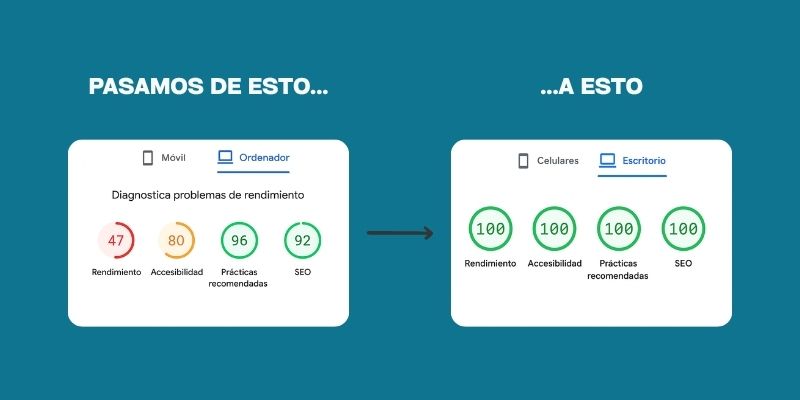 PASAMOS DE ESTO...
Móvil Ordenador
Diagnostica problemas de rendimiento
47 80 96 92
Rendimiento Accesibilidad Prácticas recomendadas SEO
...A ESTO
Celulares Escritorio
100 100 100 100
Rendimiento Accesibilidad Prácticas recomendadas SEO